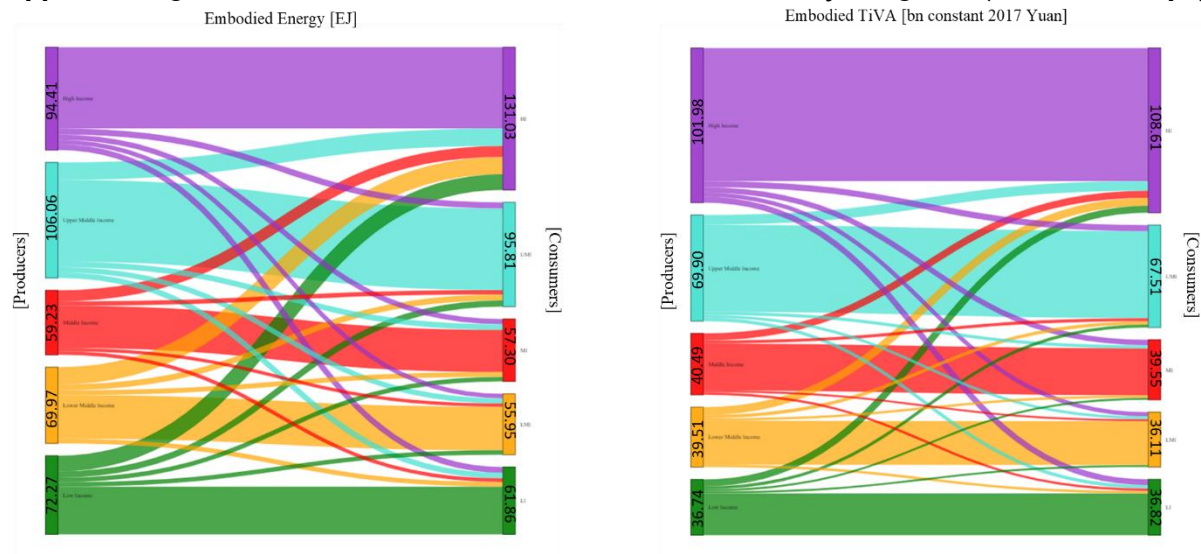 Embodied Energy [EJ]
[Producers]
94.41
High Income
106.06
Upper Middle Income
59.23
Middle Income
69.97
Lower Middle Income
72.27
Low Income
131.03
HI
95.81
UMI
57.30
MI
55.95
LMI
61.86
LI
[Consumers]
Embodied TiVA [bn constant 2017 Yuan]
[Producers]
101.98
High Income
69.90
Upper Middle Income
40.49
Middle Income
39.51
Lower Middle Income
36.74
Low Income
108.61
HI
67.51
UMI
39.55
MI
36.11
LMI
36.82
LI
[Consumers]